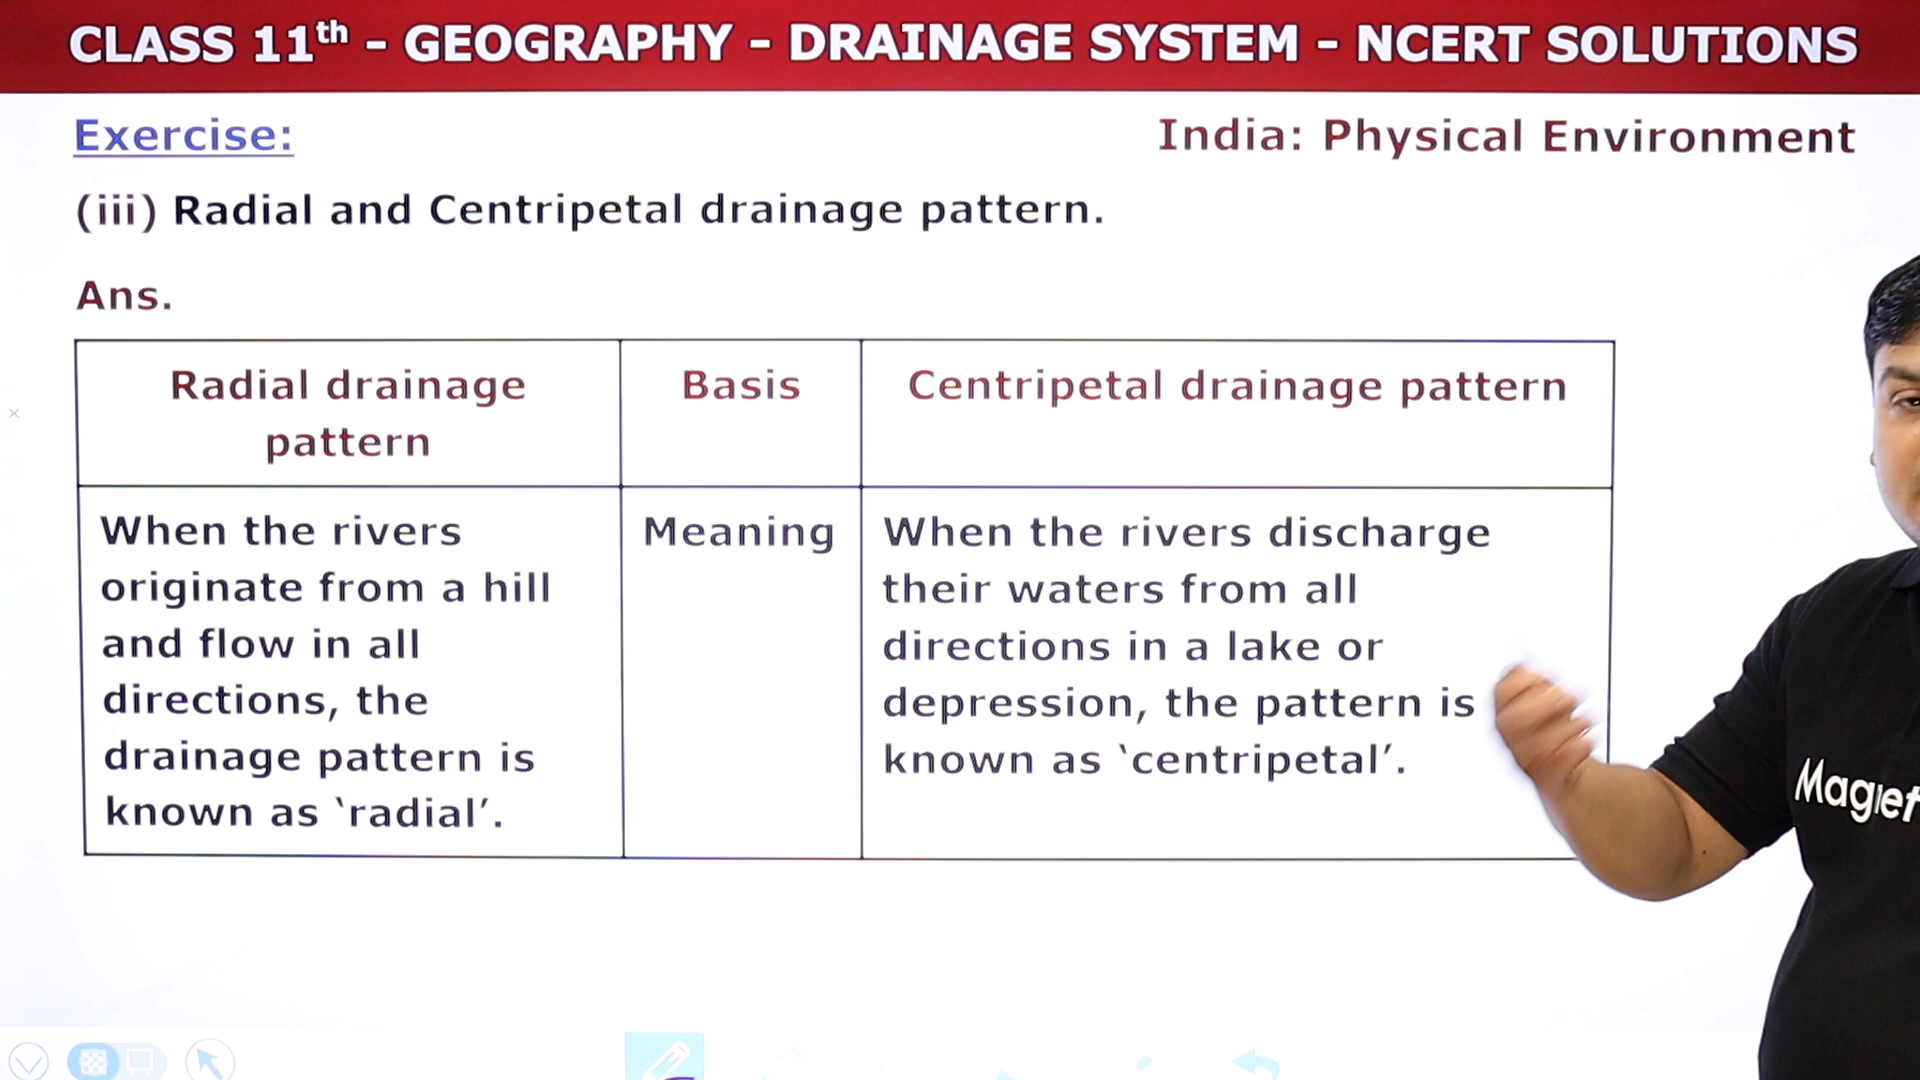 CLASS 11th - GEOGRAPHY - DRAINAGE SYSTEM - NCERT SOLUTIONS
Exercise:
India: Physical Environment
(iii) Radial and Centripetal drainage pattern.
Ans.
Radial drainage
pattern
Basis
Centripetal drainage pattern
When the rivers
originate from a hill
and flow in all
directions, the
drainage pattern is
known as ‘radial’.
Meaning
When the rivers discharge
their waters from all
directions in a lake or
depression, the pattern is
known as ‘centripetal’.
Magnet